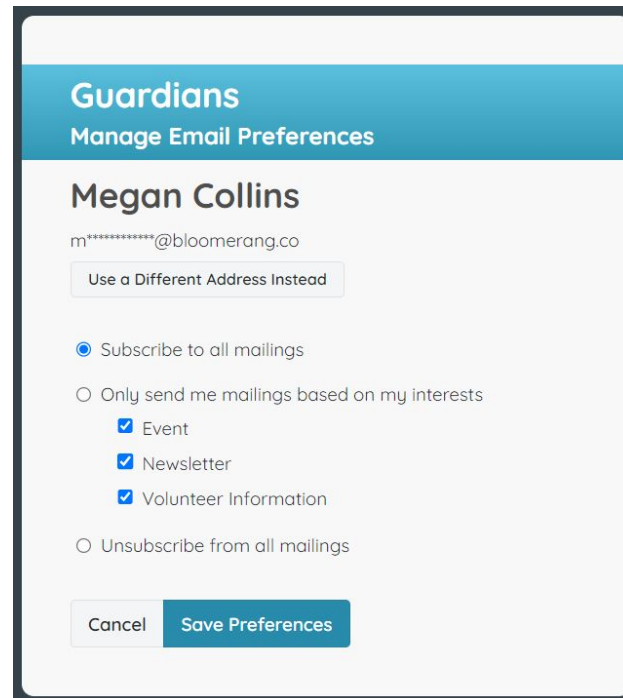 Guardians
Manage Email Preferences
Megan Collins
m************@bloomerang.co
Use a Different Address Instead
Subscribe to all mailings
Only send me mailings based on my interests
Event
Newsletter
Volunteer Information
Unsubscribe from all mailings
Cancel Save Preferences